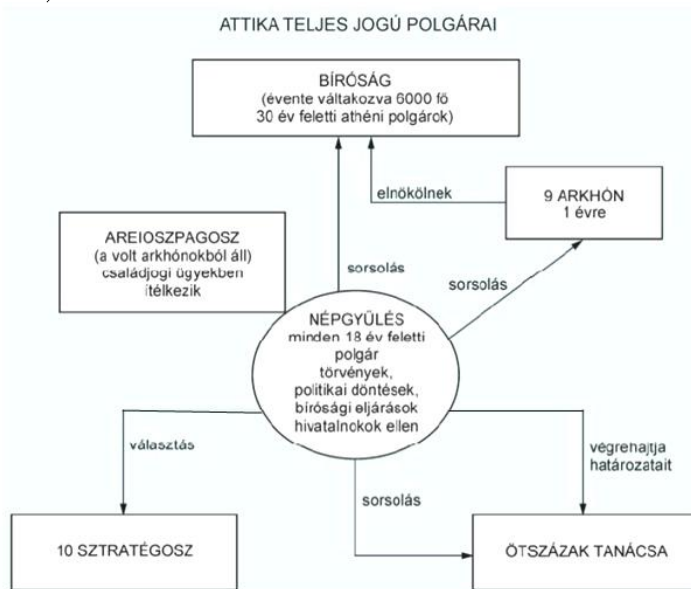 ATTIKA TELJES JOGÚ POLGÁRAI
BÍRÓSÁG
(évente váltakozva 6000 fő
30 év feletti athéni polgárok)
elnökölnek
9 ARKHÓN
1 évre
AREIOSZPAGOSZ
(a volt arkhónokból áll)
családjogi ügyekben
ítélkezik
sorsolás
sorsolás
NÉPGYŰLÉS
minden 18 év feletti
polgár
törvények,
politikai döntések,
bírósági eljárások
hivatalnokok ellen
választás
végrehajtja
határozatait
sorsolás
10 SZTRATÉGOSZ
ÖTSZÁZAK TANÁCSA